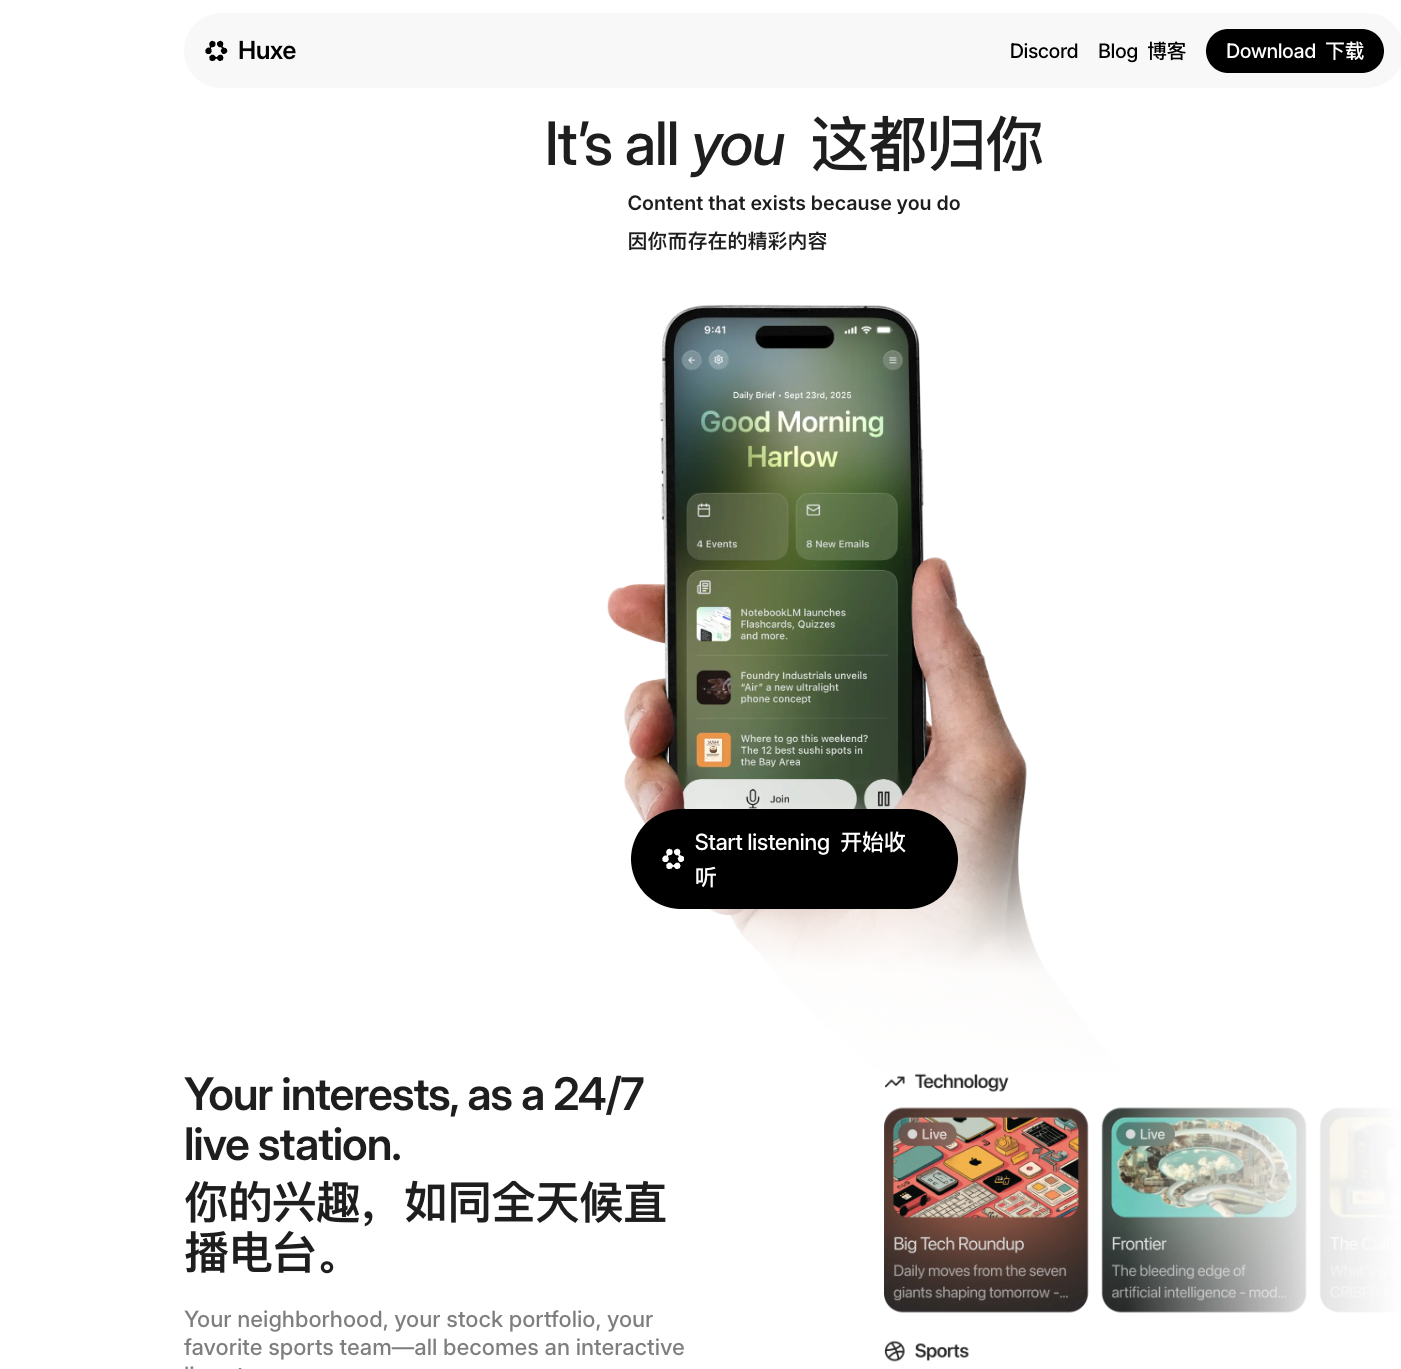 Huxe
Discord
Blog 博客
Download 下载
It's all you 这都归你
Content that exists because you do
因你而存在的精彩内容
9:41
Daily Brief • Sept 23rd, 2025
Good Morning
Harlow
4 Events
8 New Emails
NotebookLM launches
Flashcards, Quizzes
and more.
Foundry Industrials unveils
“Air” a new ultralight
phone concept
Where to go this weekend?
The 12 best sushi spots in
the Bay Area
Join
Start listening 开始收
听
Your interests, as a 24/7
live station.
你的兴趣，如同全天候直
播电台。
Your neighborhood, your stock portfolio, your
favorite sports team—all becomes an interactive
Technology
Live
Big Tech Roundup
Daily moves from the seven
giants shaping tomorrow -...
Live
Frontier
The bleeding edge of
artificial intelligence - mod...
Sports